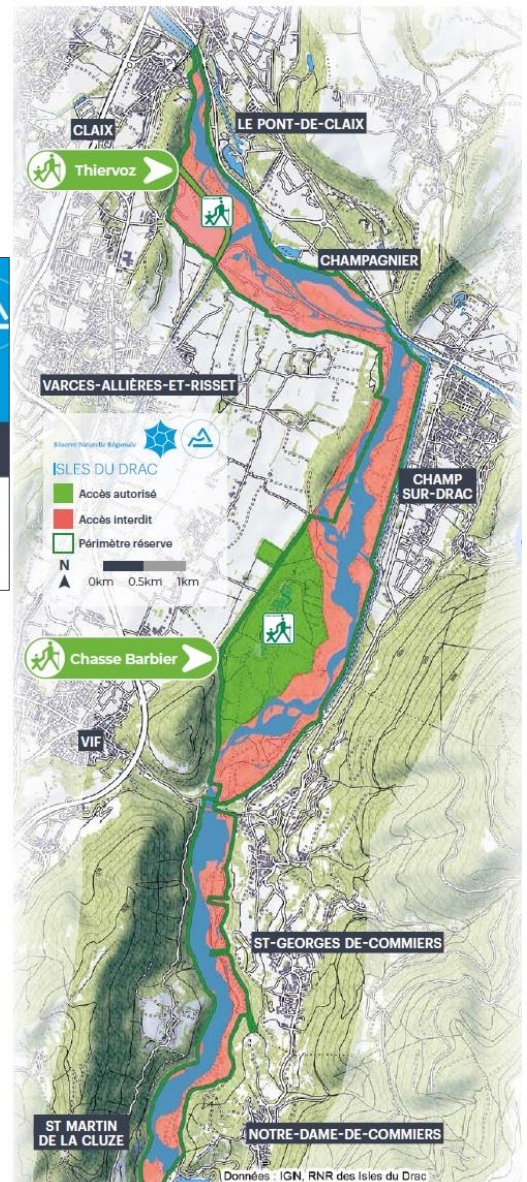 CLAIX
LE PONT-DE-CLAIX
Thiervoz
CHAMPAGNIER
VARCES-ALLIÈRES-ET-RISSET
Réserve Naturelle Régionale
ISLES DU DRAC
Accès autorisé
Accès interdit
Périmètre réserve
N
0km 0.5km 1km
CHAMP
SUR-DRAC
Chasse Barbier
VIF
ST-GEORGES DE-COMMIERS
ST MARTIN
DE LA CLUZE
NOTRE-DAME-DE-COMMIERS
Données : IGN, RNR des Isles du Drac